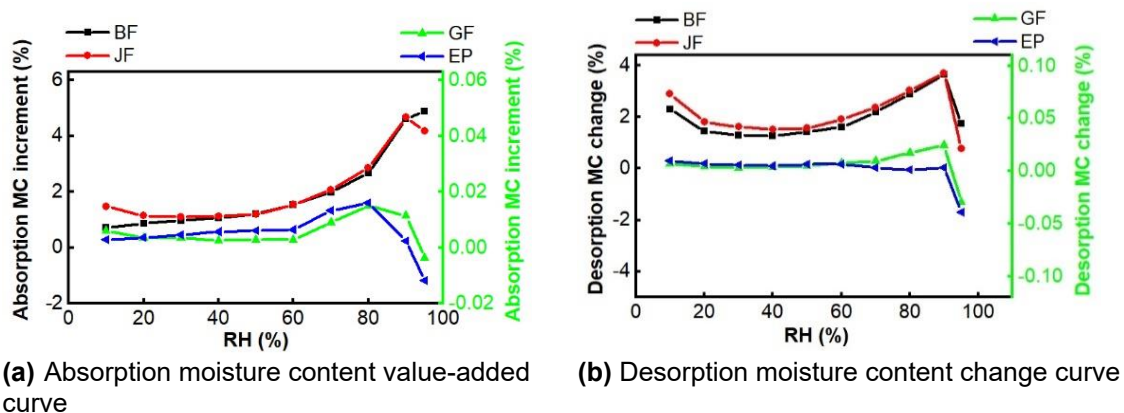 BF
JF
GF
EP
Absorption MC increment (%)
6
4
2
0
-2
0.06
0.04
0.02
0.00
-0.02
Absorption MC increment (%)
0 20 40 60 80 100
RH (%)
(a) Absorption moisture content value-added
curve
BF
JF
GF
EP
Desorption MC change (%)
4
2
0
-2
-4
0.10
0.05
0.00
-0.05
-0.10
Desorption MC change (%)
0 20 40 60 80 100
RH (%)
(b) Desorption moisture content change curve